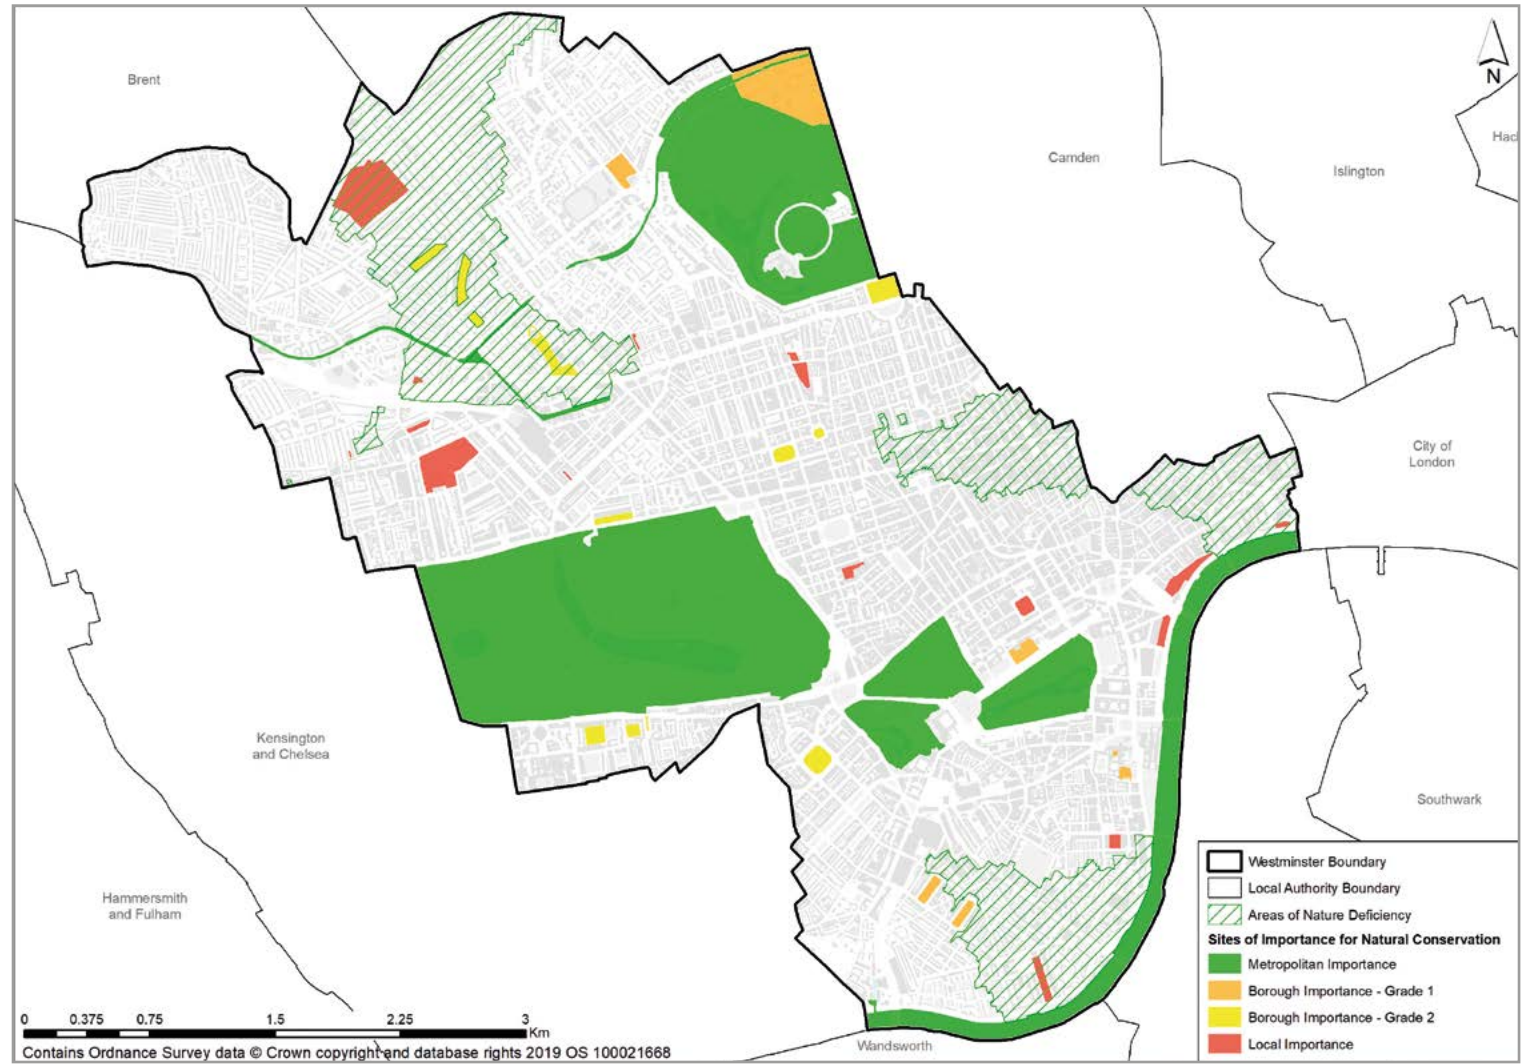 Brent
Camden
Islington
Hac
N
City of
London
Kensington
and Chelsea
Southwark
Hammersmith
and Fulham
Wandsworth
Westminster Boundary
Local Authority Boundary
Areas of Nature Deficiency
Sites of Importance for Natural Conservation
Metropolitan Importance
Borough Importance - Grade 1
Borough Importance - Grade 2
Local Importance
0 0.375 0.75 1.5 2.25 3
Km
Contains Ordnance Survey data © Crown copyright and database rights 2019 OS 100021668